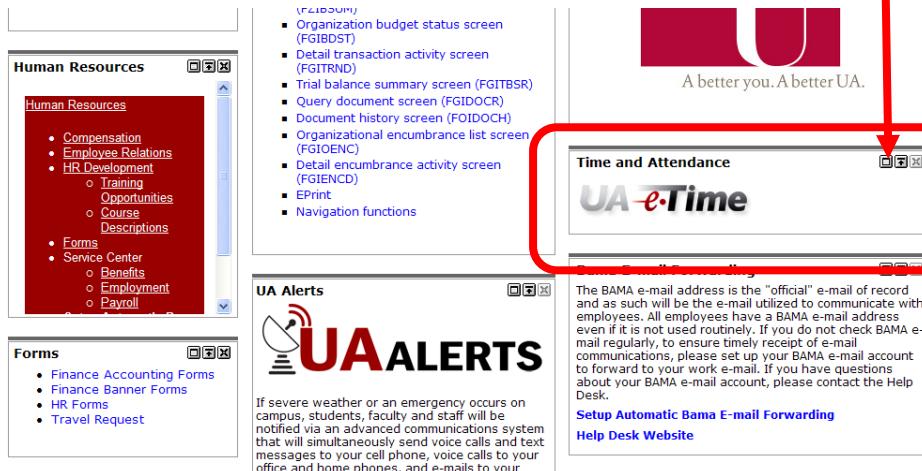 Human Resources
Human Resources
Compensation
Employee Relations
HR Development
Training
Opportunities
Course
Descriptions
Forms
Service Center
Benefits
Employment
Payroll
Forms
Finance Accounting Forms
Finance Banner Forms
HR Forms
Travel Request
(FZIBSUM)
Organization budget status screen
(FGIBDST)
Detail transaction activity screen
(FGITRND)
Trial balance summary screen (FGITBSR)
Query document screen (FGIDOCR)
Document history screen (FOIDOCH)
Organizational encumbrance list screen
(FGIOENC)
Detail encumbrance activity screen
(FGIENCD)
EPrint
Navigation functions
UA Alerts
UA ALERTS
If severe weather or an emergency occurs on
campus, students, faculty and staff will be
notified via an advanced communications system
that will simultaneously send voice calls and text
messages to your cell phone, voice calls to your
office and home phones, and e-mails to your
A better you. A better UA.
Time and Attendance
UA e·Time
Bama E-mail Forwarding
The BAMA e-mail address is the "official" e-mail of record
and as such will be the e-mail utilized to communicate with
employees. All employees have a BAMA e-mail address
even if it is not used routinely. If you do not check BAMA e-
mail regularly, to ensure timely receipt of e-mail
communications, please set up your BAMA e-mail account
to forward to your work e-mail. If you have questions
about your BAMA e-mail account, please contact the Help
Desk.
Setup Automatic Bama E-mail Forwarding
Help Desk Website